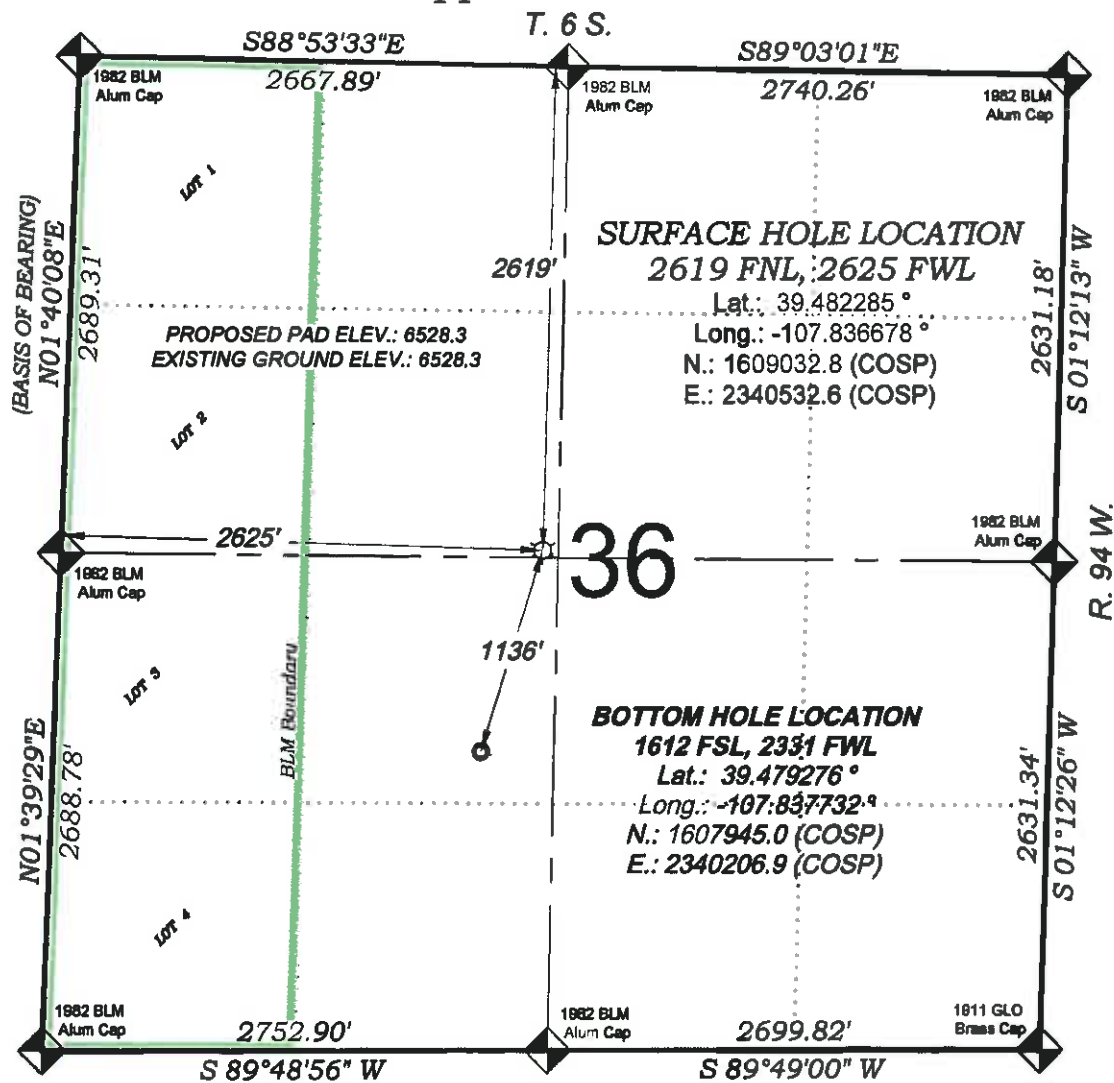 T. 6 S.
S88°53'33"E
2667.89'
S89°03'01"E
2740.26'
1982 BLM
Alum Cap
1982 BLM
Alum Cap
1982 BLM
Alum Cap
LOT 1
(BASIS OF BEARING)
N01°40'08"E
2689.31'
2619'
SURFACE HOLE LOCATION
2619 FNL, 2625 FWL
Lat.: 39.482285 °
Long.: -107.836678 °
N.: 1609032.8 (COSP)
E.: 2340532.6 (COSP)
2631.18'
S 01°12'13" W
PROPOSED PAD ELEV.: 6528.3
EXISTING GROUND ELEV.: 6528.3
LOT 2
2625'
36
1982 BLM
Alum Cap
1982 BLM
Alum Cap
R. 94 W.
1136'
LOT 3
BLM Boundary
N01°39'29"E
2688.78'
BOTTOM HOLE LOCATION
1612 FSL, 2331 FWL
Lat.: 39.479276 °
Long.: -107.837732 °
N.: 1607945.0 (COSP)
E.: 2340206.9 (COSP)
2631.34'
S 01°12'26" W
LOT 4
1982 BLM
Alum Cap
2752.90'
S 89°48'56" W
1982 BLM
Alum Cap
2699.82'
S 89°49'00" W
1911 GLO
Brass Cap